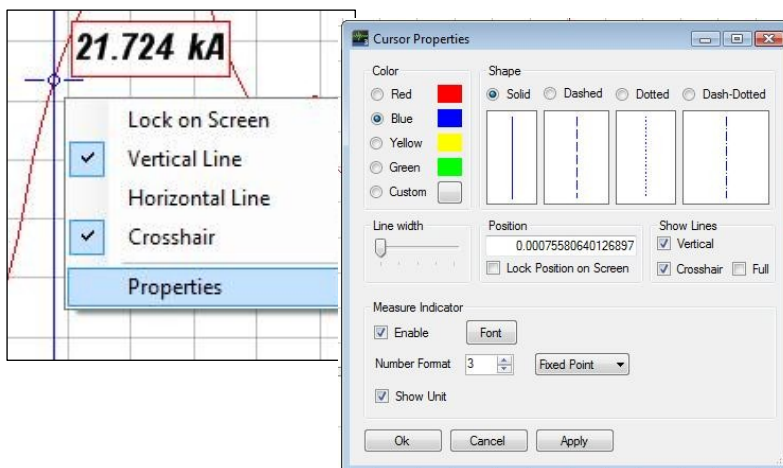 21.724 kA
Lock on Screen
Vertical Line
Horizontal Line
Crosshair
Properties
Cursor Properties
Color
Red
Blue
Yellow
Green
Custom
Shape
Solid Dashed Dotted Dash-Dotted
Line width
Position
0.00075580640126897
Lock Position on Screen
Show Lines
Vertical
Crosshair Full
Measure Indicator
Enable Font
Number Format 3 Fixed Point
Show Unit
Ok Cancel Apply